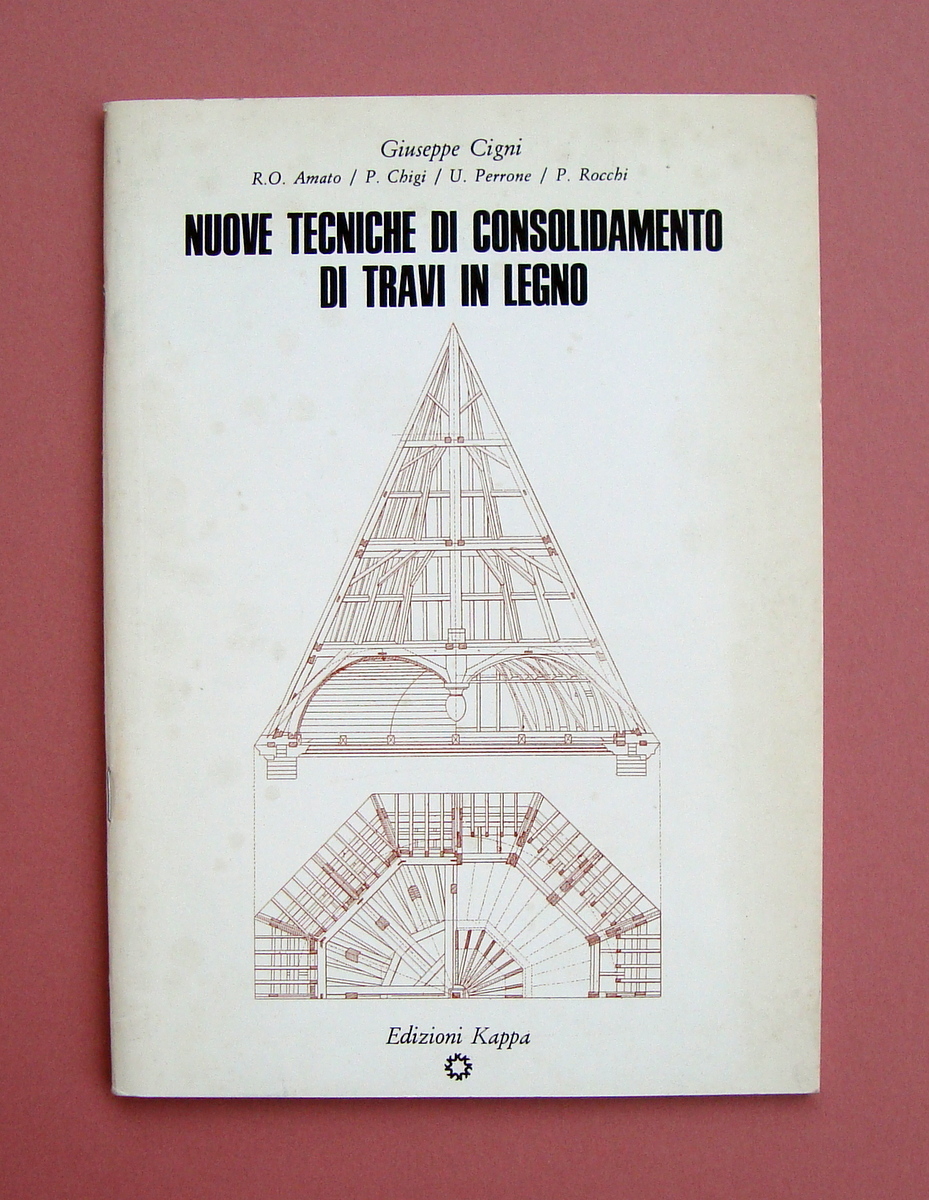 Giuseppe Cigni
R.O. Amato / P. Chigi / U. Perrone / P. Rocchi
NUOVE TECNICHE DI CONSOLIDAMENTO
DI TRAVI IN LEGNO
Edizioni Kappa